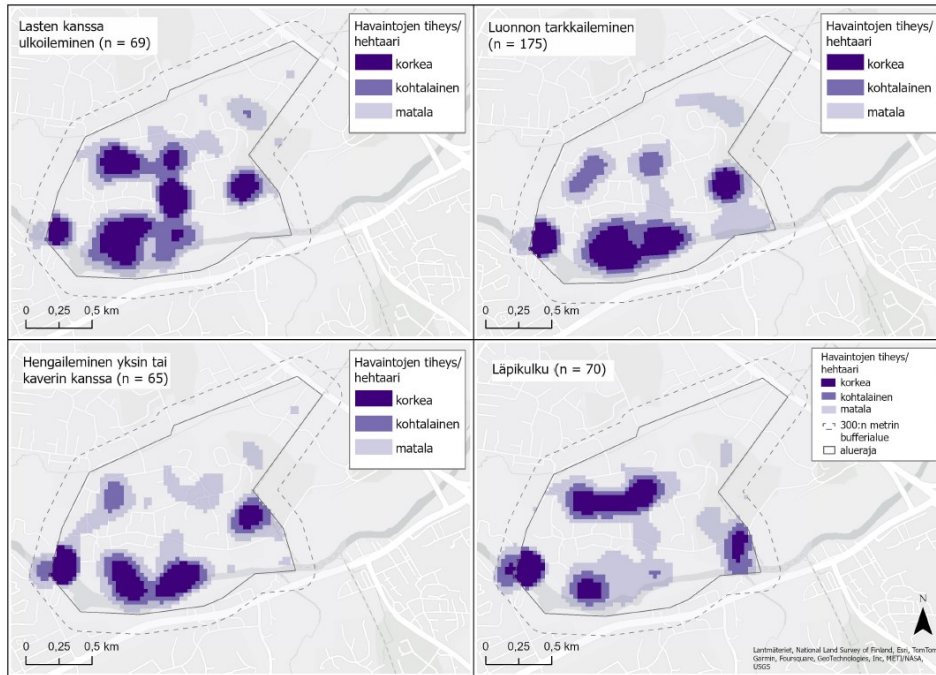 Lasten kanssa
ulkoileminen (n = 69)
Havaintojen tiheys/
hehtaari
korkea
kohtalainen
matala
0 0,25 0,5 km
Luonnon tarkkaileminen
(n = 175)
Havaintojen tiheys/
hehtaari
korkea
kohtalainen
matala
0 0,25 0,5 km
Hengaileminen yksin tai
kaverin kanssa (n = 65)
Havaintojen tiheys/
hehtaari
korkea
kohtalainen
matala
0 0,25 0,5 km
Läpikulku (n = 70)
Havaintojen tiheys/
hehtaari
korkea
kohtalainen
matala
300:n metrin
bufferialue
alueraja
0 0,25 0,5 km
N
Lantmäteriet, National Land Survey of Finland, Esri, TomTom,
Garmin, Foursquare, GeoTechnologies, Inc, METI/NASA,
USGS